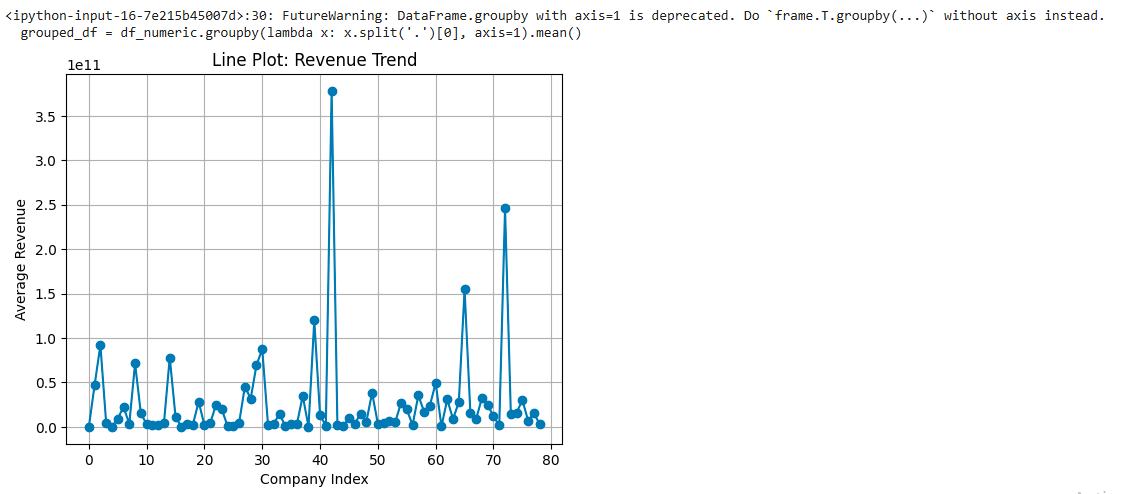 <ipython-input-16-7e215b45007d>:30: FutureWarning: DataFrame.groupby with axis=1 is deprecated. Do `frame.T.groupby(...)` without axis instead.
  grouped_df = df_numeric.groupby(lambda x: x.split('.')[0], axis=1).mean()
Line Plot: Revenue Trend
1e11
3.5
3.0
2.5
2.0
1.5
1.0
0.5
0.0
Average Revenue
0 10 20 30 40 50 60 70 80
Company Index